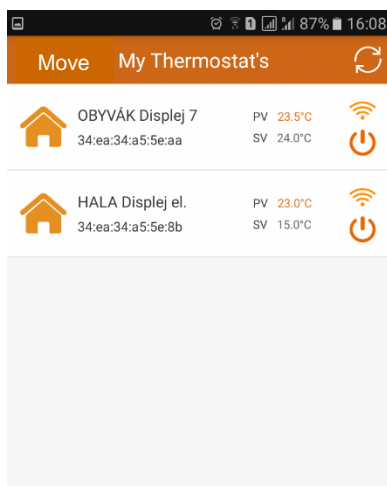 87% 16:08
Move My Thermostat's
OBYVÁK Displej 7 PV 23.5°C
34:ea:34:a5:5e:aa SV 24.0°C
HALA Displej el. PV 23.0°C
34:ea:34:a5:5e:8b SV 15.0°C